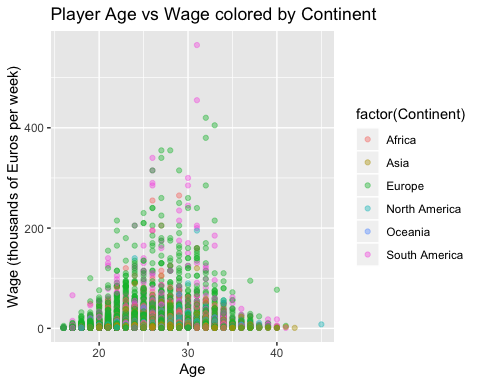 Player Age vs Wage colored by Continent
Wage (thousands of Euros per week)
400
200
0
20
30
40
Age
factor(Continent)
Africa
Asia
Europe
North America
Oceania
South America